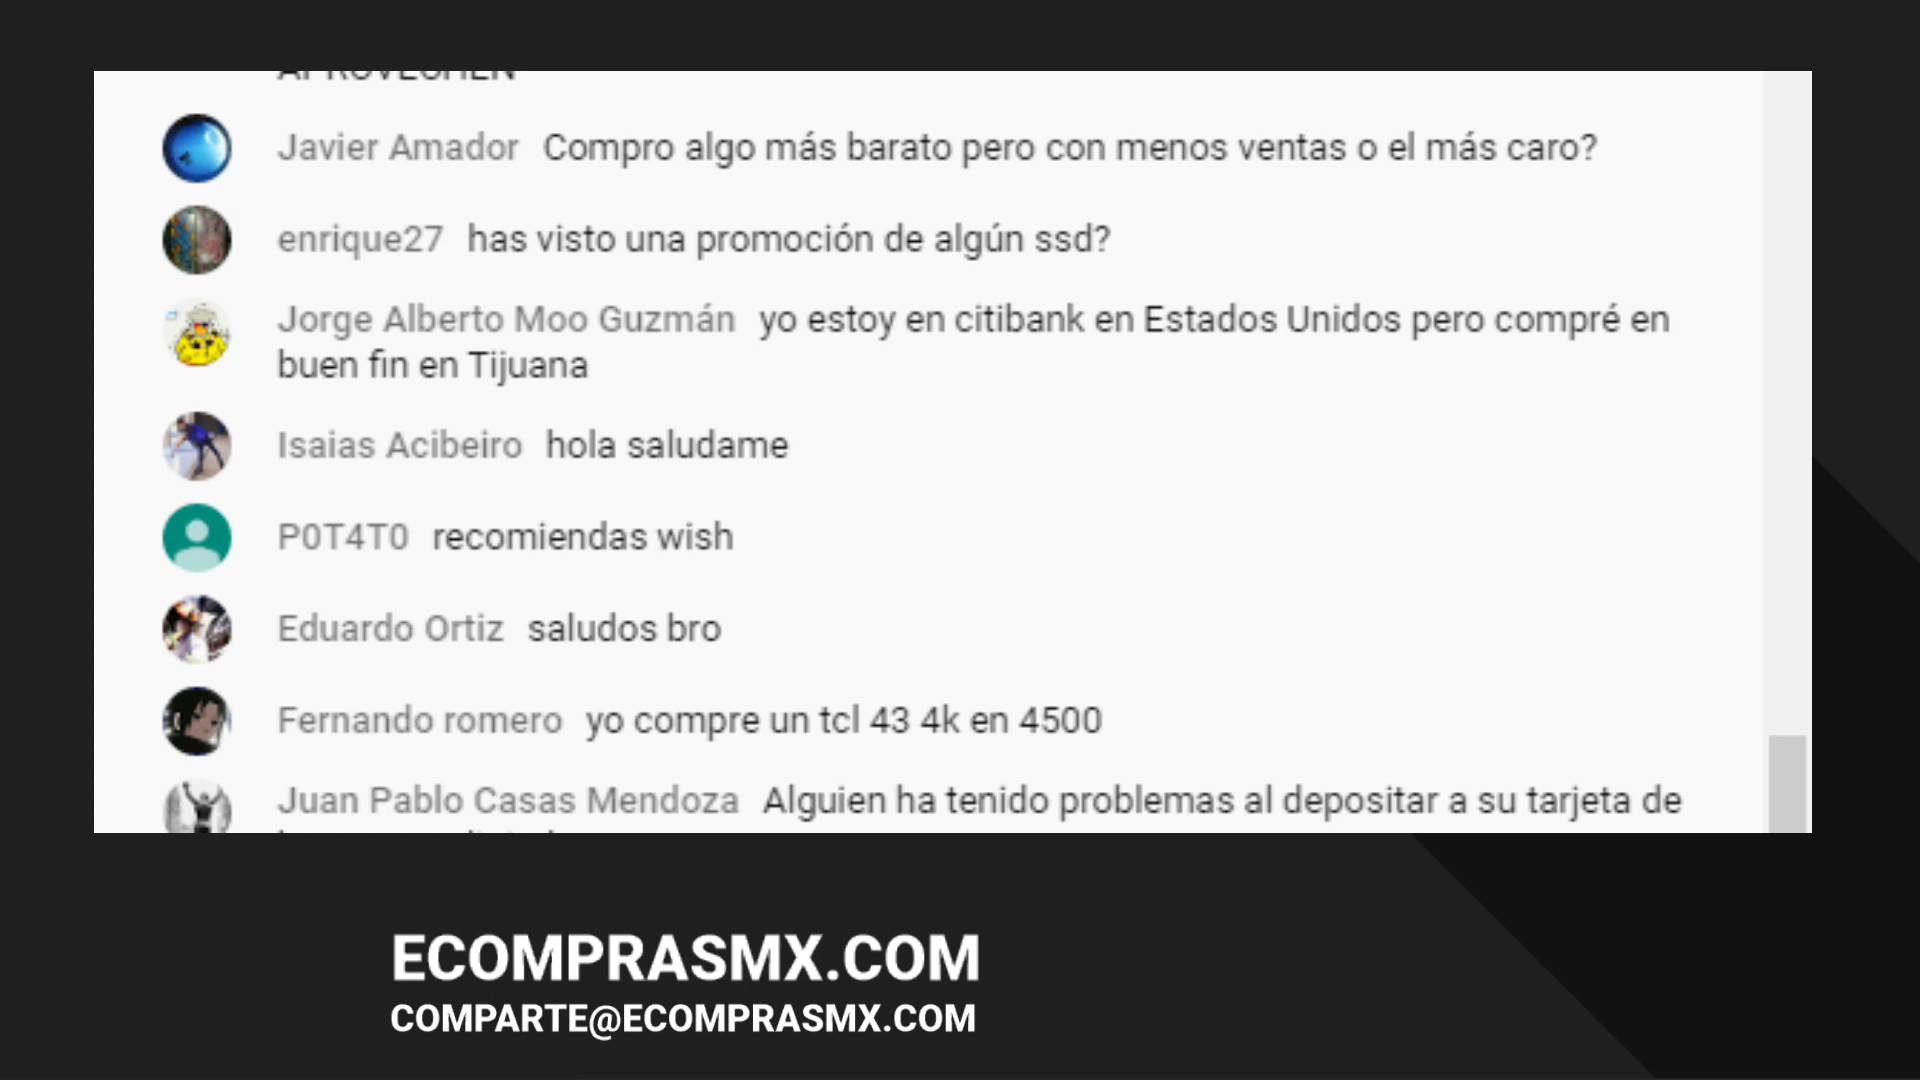 APROVECHEN
Javier Amador Compro algo más barato pero con menos ventas o el más caro?
enrique27 has visto una promoción de algún ssd?
Jorge Alberto Moo Guzmán yo estoy en citibank en Estados Unidos pero compré en
buen fin en Tijuana
Isaias Acibeiro hola saludame
P0T4T0 recomiendas wish
Eduardo Ortiz saludos bro
Fernando romero yo compre un tcl 43 4k en 4500
Juan Pablo Casas Mendoza Alguien ha tenido problemas al depositar a su tarjeta de
ECOMPRASMX.COM
COMPARTE@ECOMPRASMX.COM